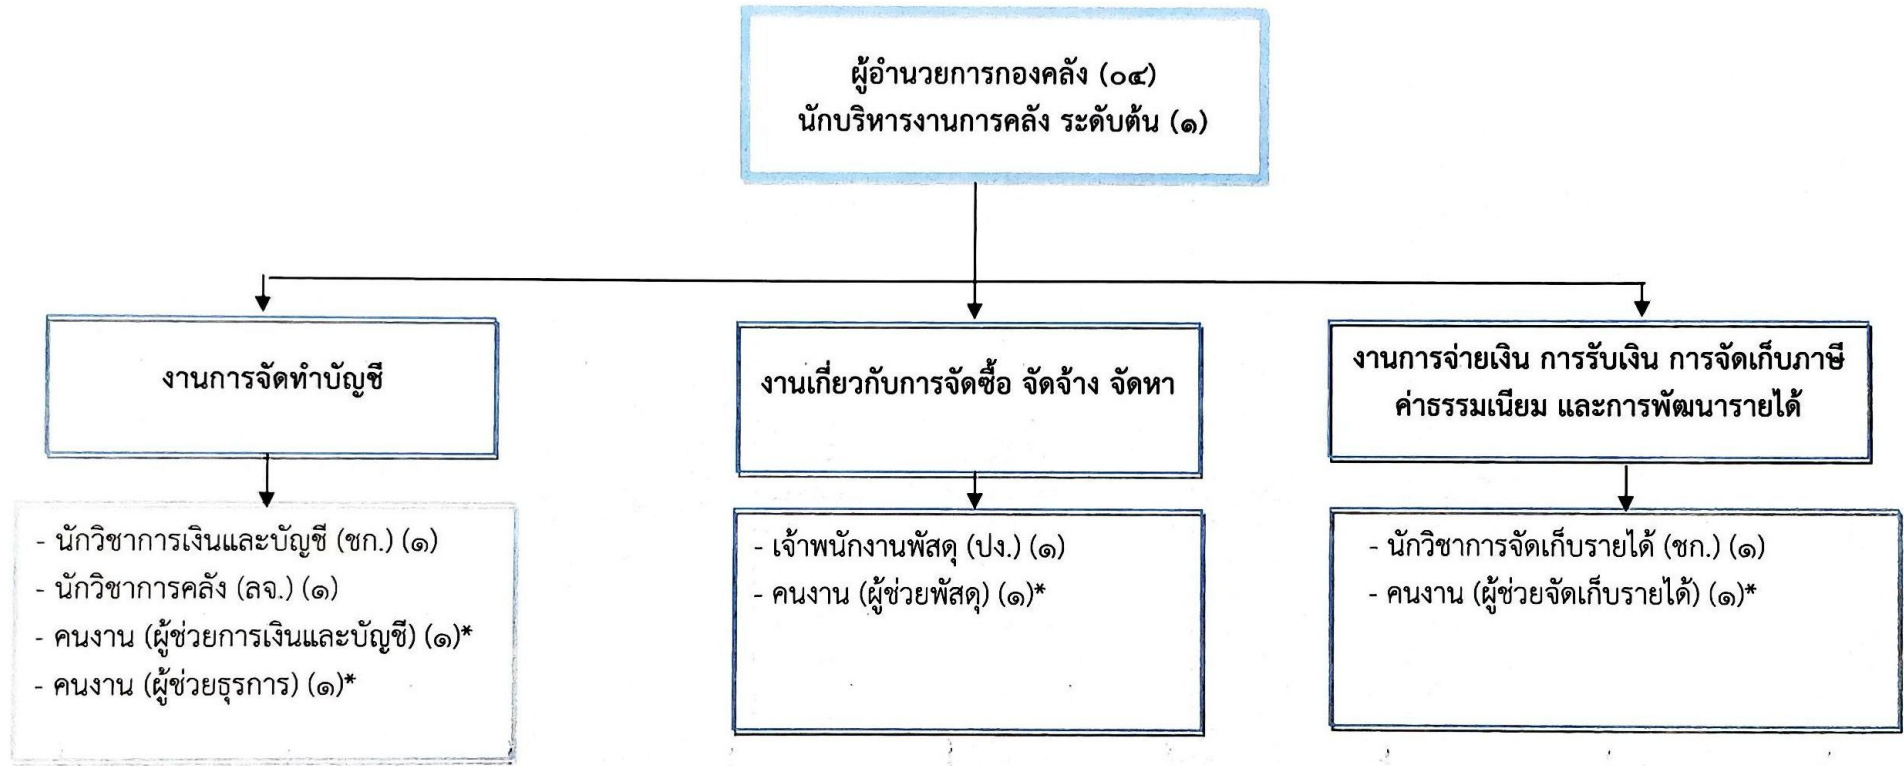 ผู้อำนวยการกองคลัง (๐๔)
นักบริหารงานการคลัง ระดับต้น (๑)
งานการจัดทำบัญชี
- นักวิชาการเงินและบัญชี (ชก.) (๑)
- นักวิชาการคลัง (ลจ.) (๑)
- คนงาน (ผู้ช่วยการเงินและบัญชี) (๑)*
- คนงาน (ผู้ช่วยธุรการ) (๑)*
งานเกี่ยวกับการจัดซื้อ จัดจ้าง จัดหา
- เจ้าพนักงานพัสดุ (ปง.) (๑)
- คนงาน (ผู้ช่วยพัสดุ) (๑)*
งานการจ่ายเงิน การรับเงิน การจัดเก็บภาษี
ค่าธรรมเนียม และการพัฒนารายได้
- นักวิชาการจัดเก็บรายได้ (ชก.) (๑)
- คนงาน (ผู้ช่วยจัดเก็บรายได้) (๑)*